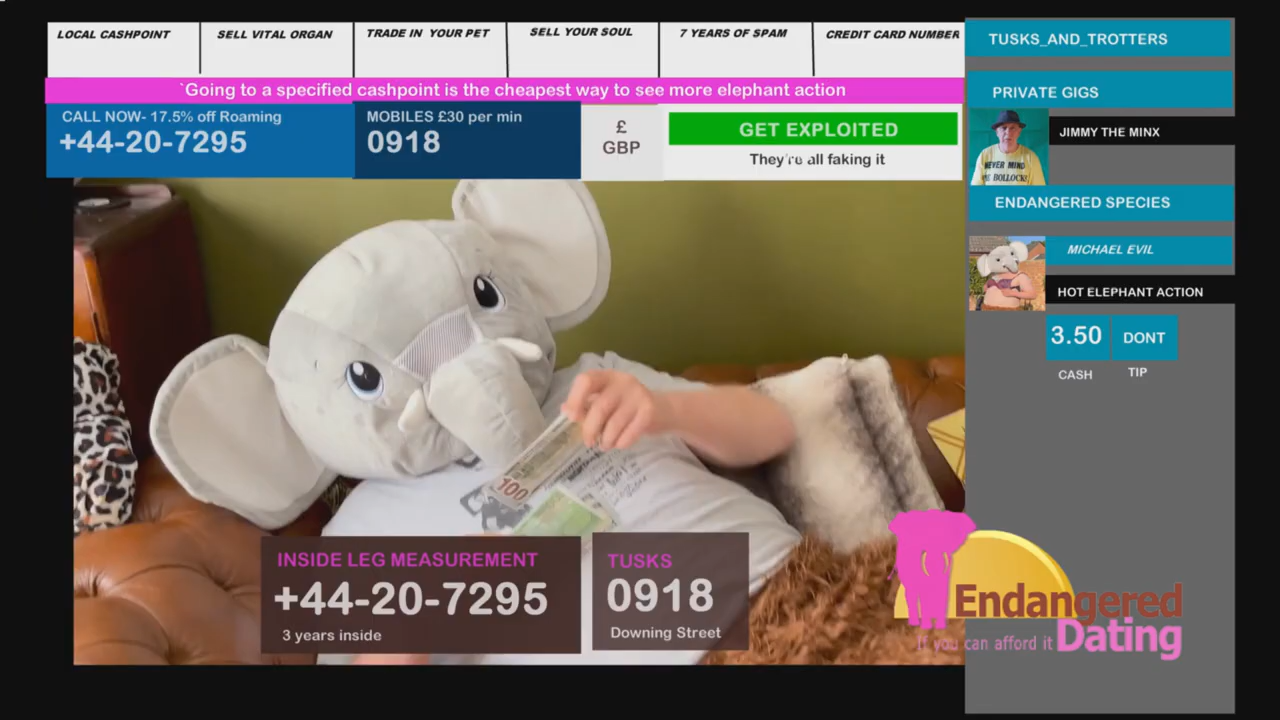 LOCAL CASHPOINT
SELL VITAL ORGAN
TRADE IN YOUR PET
SELL YOUR SOUL
7 YEARS OF SPAM
CREDIT CARD NUMBER
`Going to a specified cashpoint is the cheapest way to see more elephant action
CALL NOW- 17.5% off Roaming
+44-20-7295
MOBILES £30 per min
0918
£
GBP
GET EXPLOITED
They're all faking it
TUSKS_AND_TROTTERS
PRIVATE GIGS
JIMMY THE MINX
NEVER MIND
BOLLOCKS
ENDANGERED SPECIES
MICHAEL EVIL
HOT ELEPHANT ACTION
3.50
CASH
DONT
TIP
100
INSIDE LEG MEASUREMENT
+44-20-7295
3 years inside
TUSKS
0918
Downing Street
Endangered
If you can afford it Dating